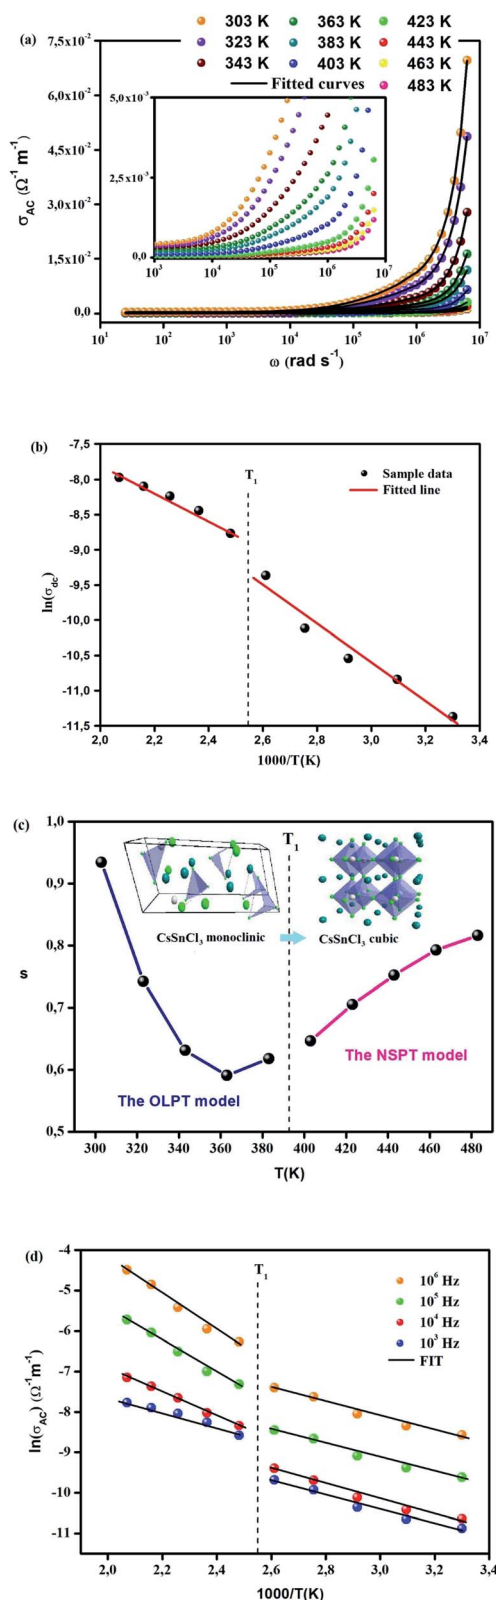 (a)
303 K 363 K 423 K
323 K 383 K 443 K
343 K 403 K 463 K
Fitted curves 483 K
7,5x10⁻²
6,0x10⁻²
4,5x10⁻²
3,0x10⁻²
1,5x10⁻²
0,0
σAC (Ω⁻¹ m⁻¹)
5,0x10⁻³
2,5x10⁻³
0,0
10³ 10⁴ 10⁵ 10⁶ 10⁷
10¹ 10² 10³ 10⁴ 10⁵ 10⁶ 10⁷
ω (rad s⁻¹)
(b)
-7,5
-8,0
-8,5
-9,0
-9,5
-10,0
-10,5
-11,0
-11,5
ln(σdc)
T₁
Sample data
Fitted line
2,0 2,2 2,4 2,6 2,8 3,0 3,2 3,4
1000/T(K)
(c)
1,0
0,9
0,8
0,7
0,6
0,5
s
T₁
CsSnCl₃ monoclinic
CsSnCl₃ cubic
The OLPT model
The NSPT model
300 320 340 360 380 400 420 440 460 480
T(K)
(d)
-4
-5
-6
-7
-8
-9
-10
-11
ln(σAC) (Ω⁻¹m⁻¹)
T₁
10⁶ Hz
10⁵ Hz
10⁴ Hz
10³ Hz
FIT
2,0 2,2 2,4 2,6 2,8 3,0 3,2 3,4
1000/T(K)